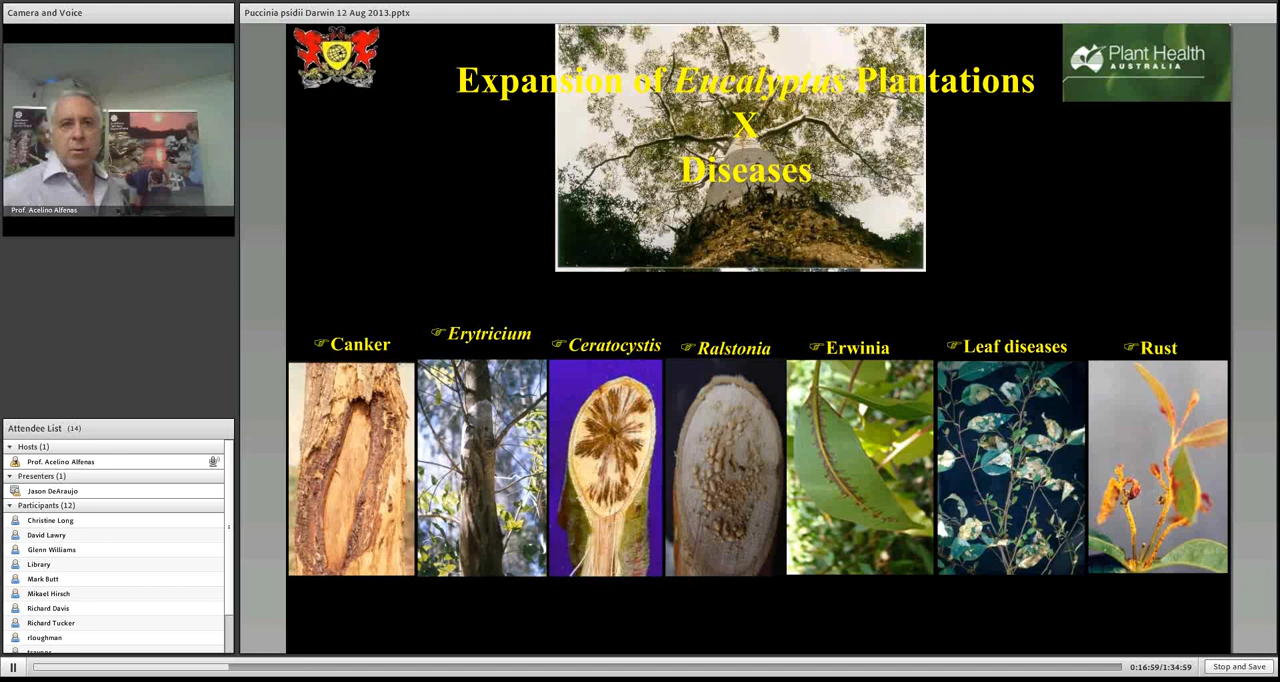 Camera and Voice
Prof. Acelino Alfenas
Attendee List (14)
Hosts (1)
Prof. Acelino Alfenas
Presenters (1)
Jason DeAraujo
Participants (12)
Christine Long
David Lawry
Glenn Williams
Library
Mark Butt
Mikael Hirsch
Richard Davis
Richard Tucker
rloughman
Puccinia psidii Darwin 12 Aug 2013.pptx
Plant Health
AUSTRALIA
Expansion of Eucalyptus Plantations
X
Diseases
☞Canker
☞Erytricium
☞Ceratocystis
☞Ralstonia
☞Erwinia
☞Leaf diseases
☞Rust
0:16:59/1:34:59
Stop and Save